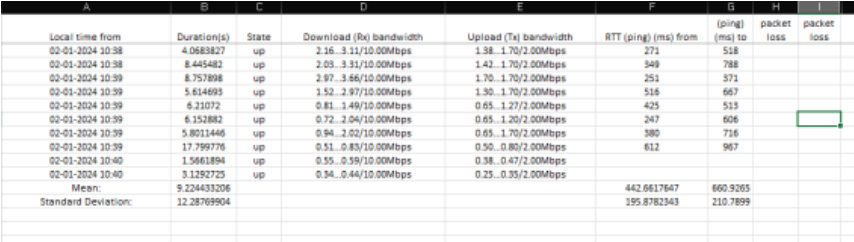 A B C D E F G H I
(ping) packet packet
Local time from Duration(s) State Download (Rx) bandwidth Upload (Tx) bandwidth RTT (ping) (ms) from (ms) to loss loss
02-01-2024 10:38 4.0683827 up 2.16...3.11/10.00Mbps 1.38...1.70/2.00Mbps 271 518
02-01-2024 10:38 8.445482 up 2.03...3.31/10.00Mbps 1.42...1.70/2.00Mbps 349 788
02-01-2024 10:39 8.757898 up 2.97...3.66/10.00Mbps 1.70...1.70/2.00Mbps 251 371
02-01-2024 10:39 5.614693 up 1.52...2.97/10.00Mbps 1.30...1.70/2.00Mbps 516 667
02-01-2024 10:39 6.21072 up 0.81...1.49/10.00Mbps 0.65...1.27/2.00Mbps 425 513
02-01-2024 10:39 6.152882 up 0.72...2.04/10.00Mbps 0.65...1.20/2.00Mbps 247 606
02-01-2024 10:39 5.8011446 up 0.94...2.02/10.00Mbps 0.65...1.70/2.00Mbps 380 716
02-01-2024 10:39 17.799776 up 0.51...0.83/10.00Mbps 0.50...0.80/2.00Mbps 612 967
02-01-2024 10:40 1.5661894 up 0.55...0.59/10.00Mbps 0.38...0.47/2.00Mbps
02-01-2024 10:40 3.1292725 up 0.34...0.44/10.00Mbps 0.25...0.35/2.00Mbps
Mean: 9.224433206 442.6617647 660.9265
Standard Deviation: 12.28769904 195.8782343 210.7899